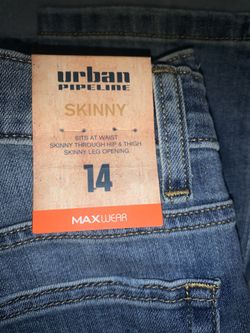 urban
PIPELINE
SKINNY
SITS AT WAIST
SKINNY THROUGH HIP & THIGH
SKINNY LEG OPENING
14
MAXWEAR